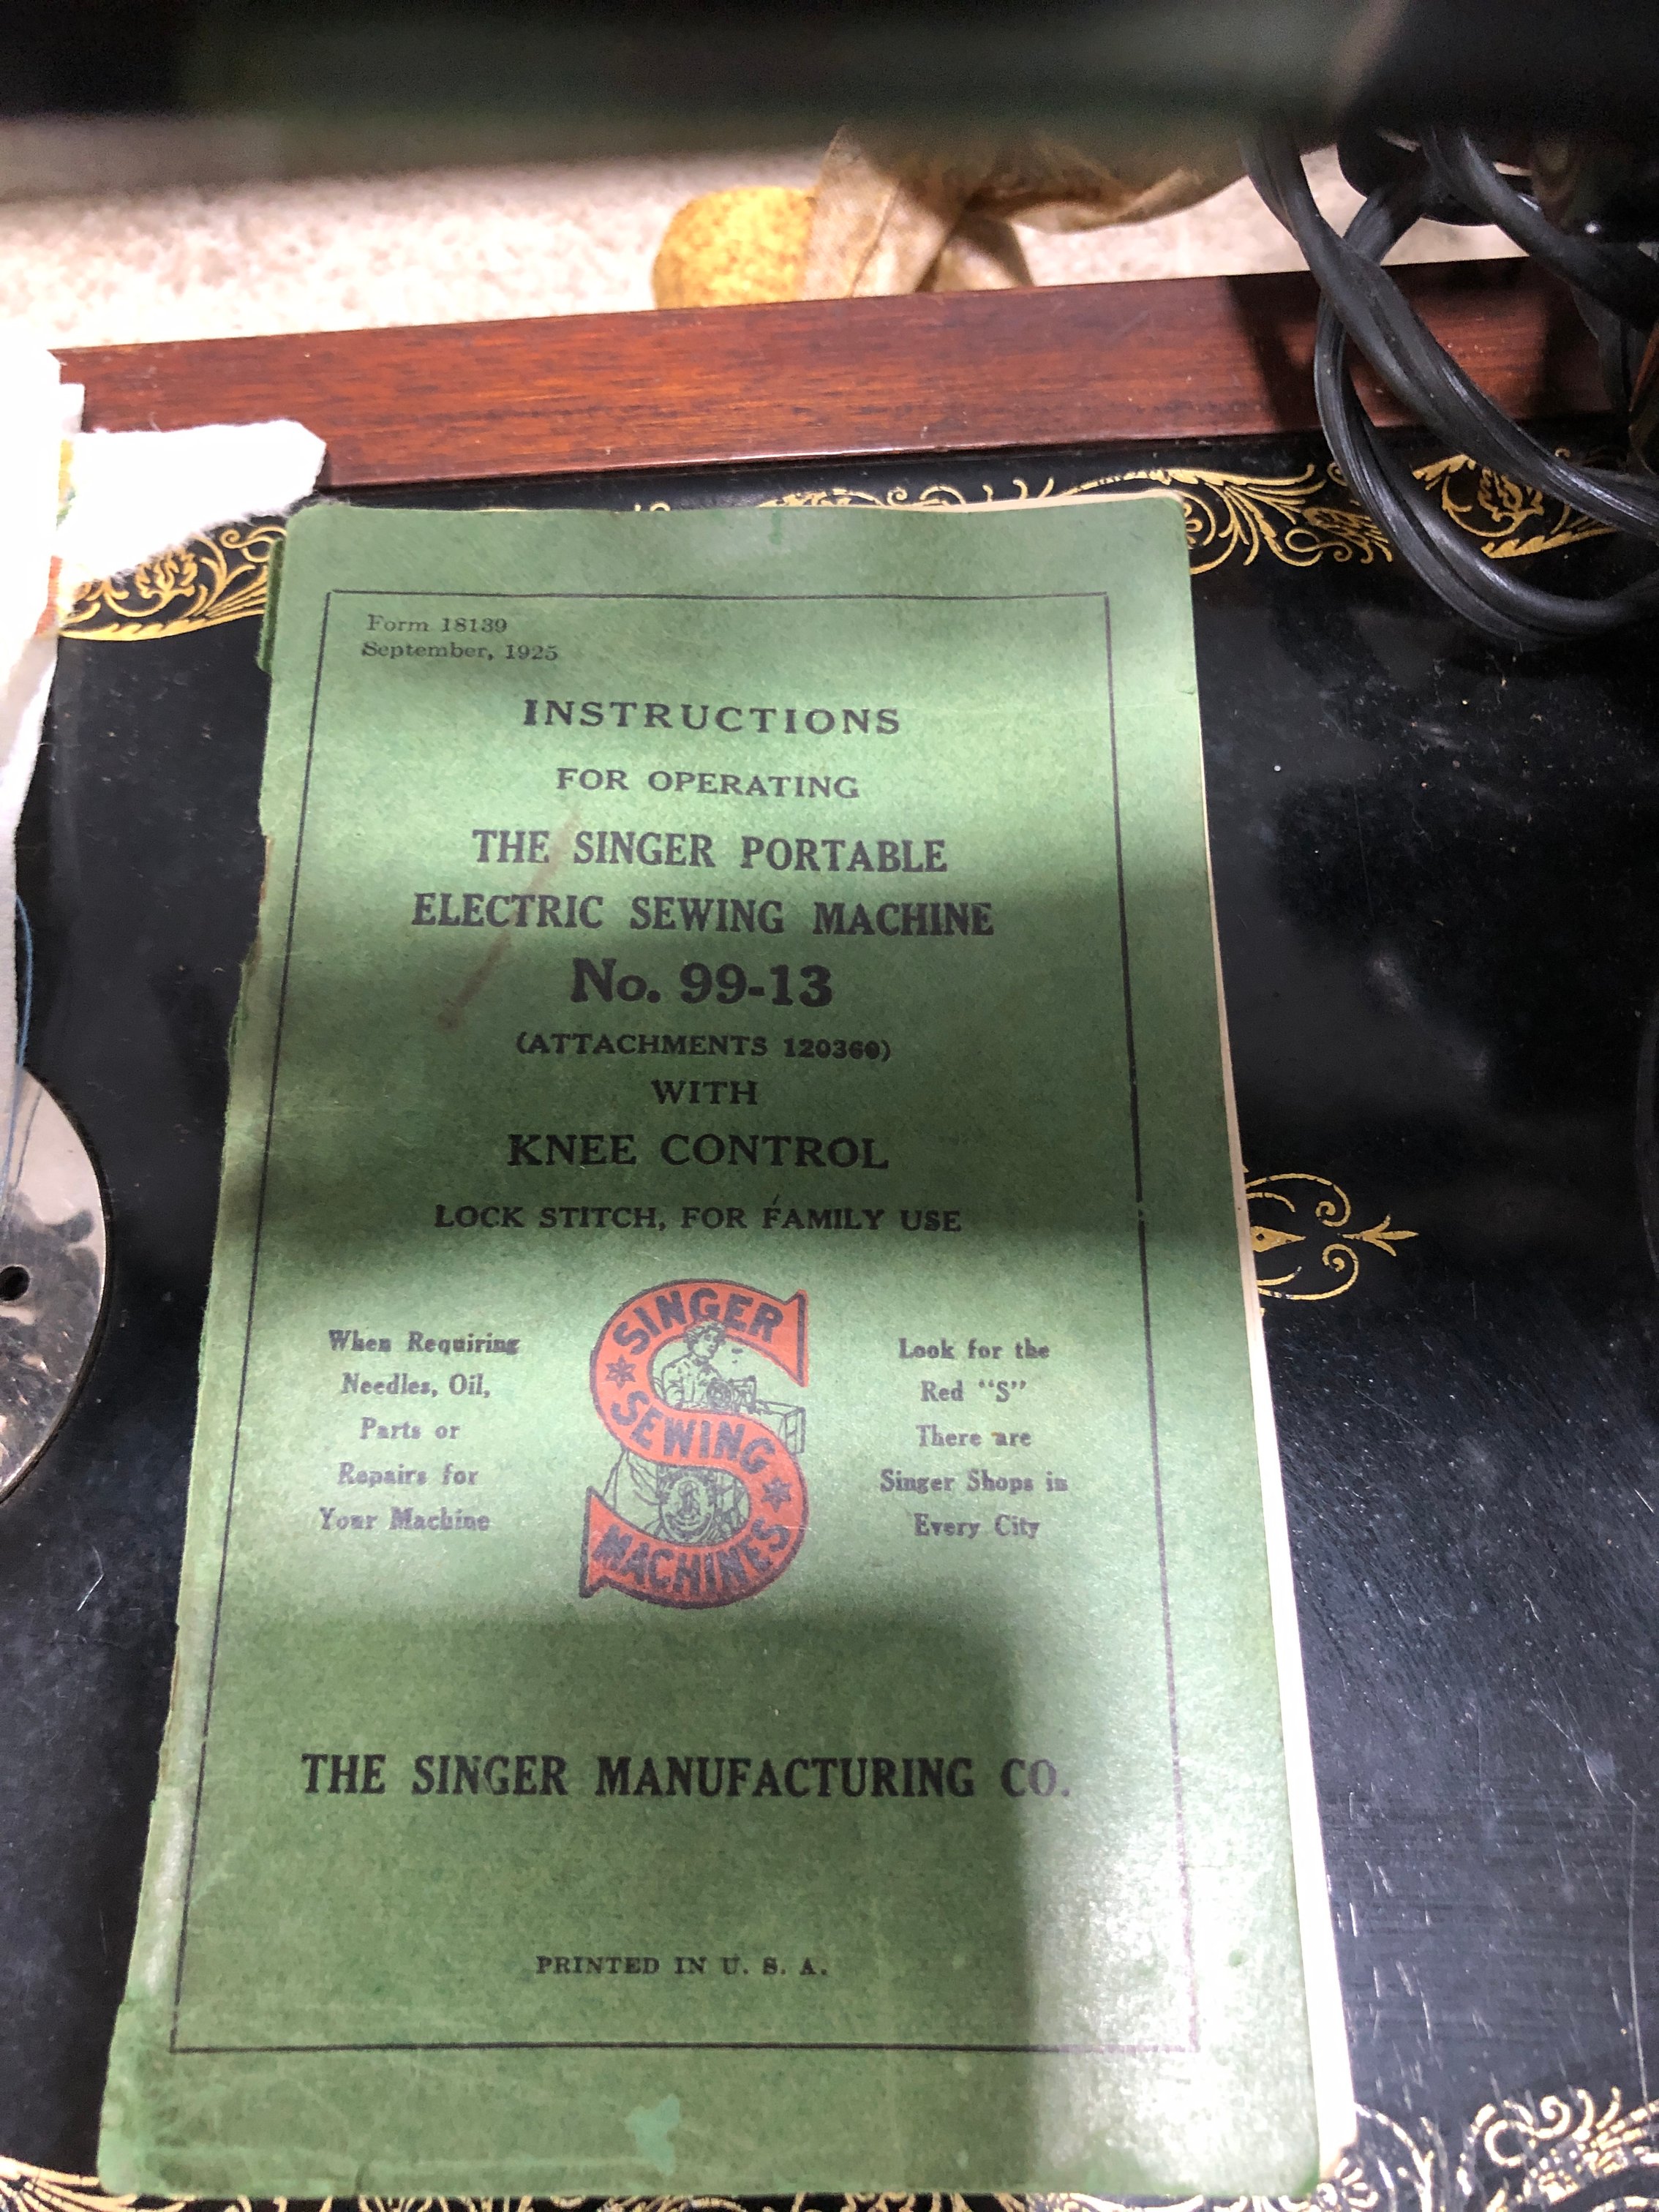 Form 18139
September, 1925
INSTRUCTIONS
FOR OPERATING
THE SINGER PORTABLE
ELECTRIC SEWING MACHINE
No. 99-13
(ATTACHMENTS 120360)
WITH
KNEE CONTROL
LOCK STITCH, FOR FAMILY USE
When Requiring
Needles, Oil,
Parts or
Repairs for
Your Machine
SINGER
SEWING
MACHINES
Look for the
Red "S"
There are
Singer Shops in
Every City
THE SINGER MANUFACTURING CO.
PRINTED IN U. S. A.